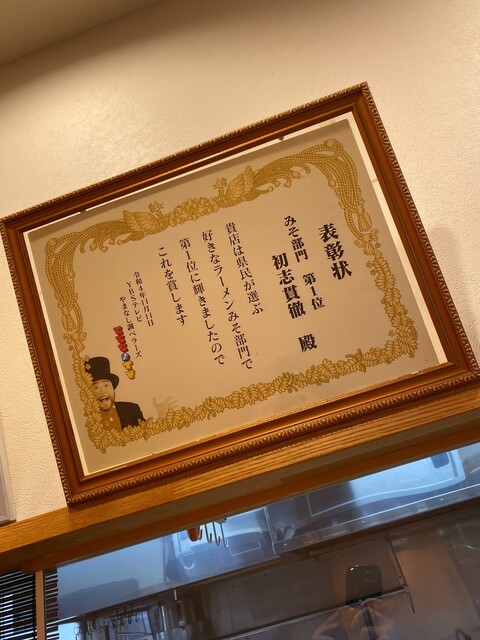 表彰状
みそ部門 第1位
初志貫徹 殿
貴店は県民が選ぶ
好きなラーメンみそ部門で
第1位に輝きましたので
これを賞します
YBSテレビ
やまなし調べラーズ